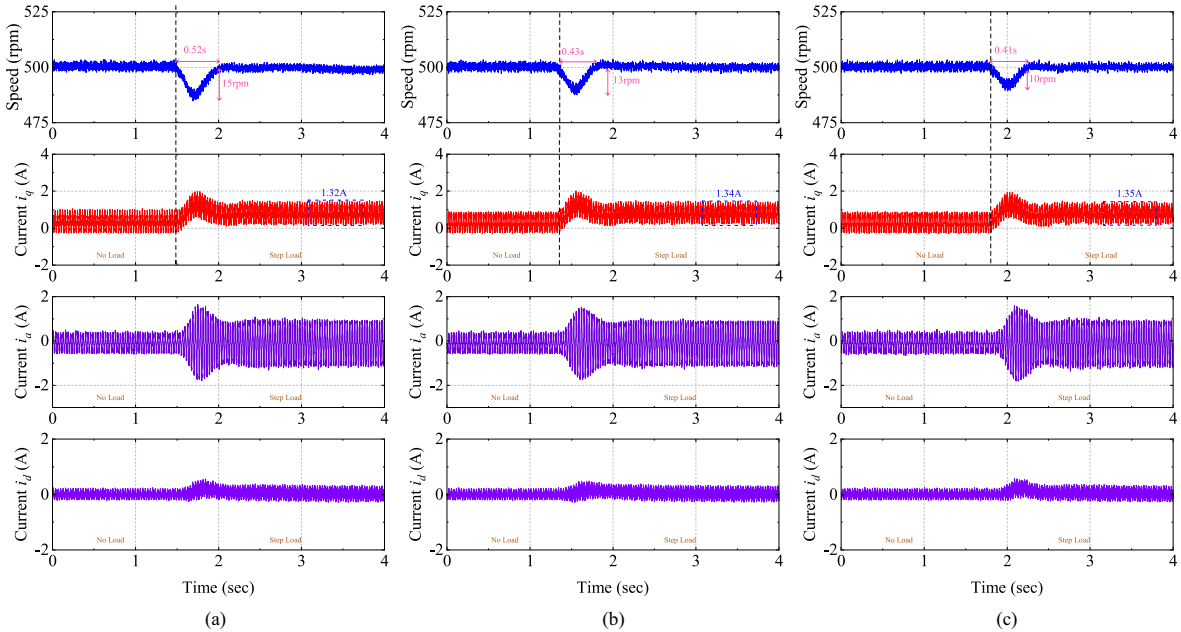 525
500
475
Speed (rpm)
0.52s
15rpm
0 1 2 3 4
4
2
0
-2
Current i_q (A)
1.32A
No Load
Step Load
0 1 2 3 4
2
0
-2
Current i_a (A)
No Load
Step Load
0 1 2 3 4
2
0
-2
Current i_d (A)
No Load
Step Load
0 1 2 3 4
Time (sec)
(a)
525
500
475
Speed (rpm)
0.43s
13rpm
0 1 2 3 4
4
2
0
-2
Current i_q (A)
1.34A
No Load
Step Load
0 1 2 3 4
2
0
-2
Current i_a (A)
No Load
Step Load
0 1 2 3 4
2
0
-2
Current i_d (A)
No Load
Step Load
0 1 2 3 4
Time (sec)
(b)
525
500
475
Speed (rpm)
0.41s
10rpm
0 1 2 3 4
4
2
0
-2
Current i_q (A)
1.35A
No Load
Step Load
0 1 2 3 4
2
0
-2
Current i_a (A)
No Load
Step Load
0 1 2 3 4
2
0
-2
Current i_d (A)
No Load
Step Load
0 1 2 3 4
Time (sec)
(c)